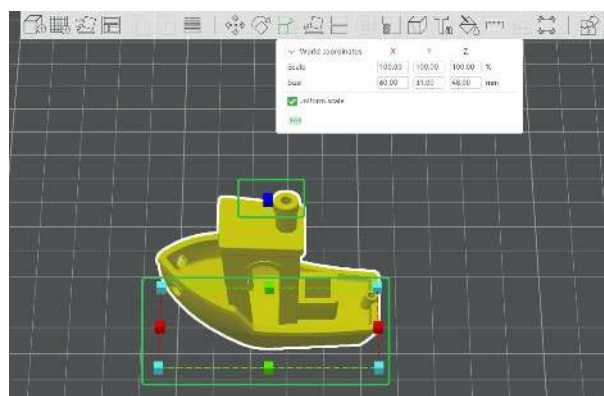 World coordinates X Y Z
Scale 100.00 100.00 100.00 %
Size 60.00 31.00 48.00 mm
uniform scale